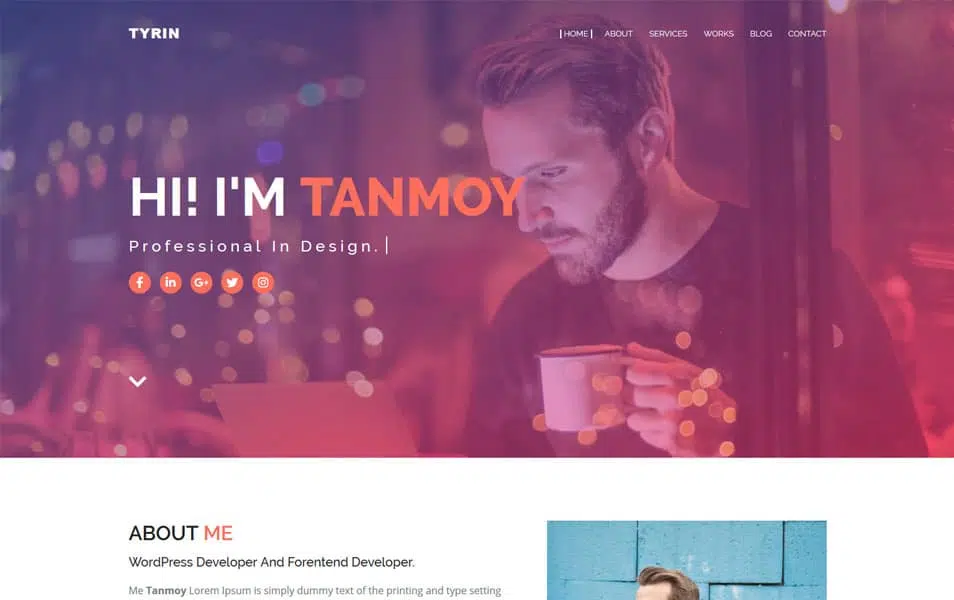 TYRIN
HOME ABOUT SERVICES WORKS BLOG CONTACT
HI! I'M TANMOY
Professional In Design.
ABOUT ME
WordPress Developer And Forentend Developer.
Me Tanmoy Lorem Ipsum is simply dummy text of the printing and type setting